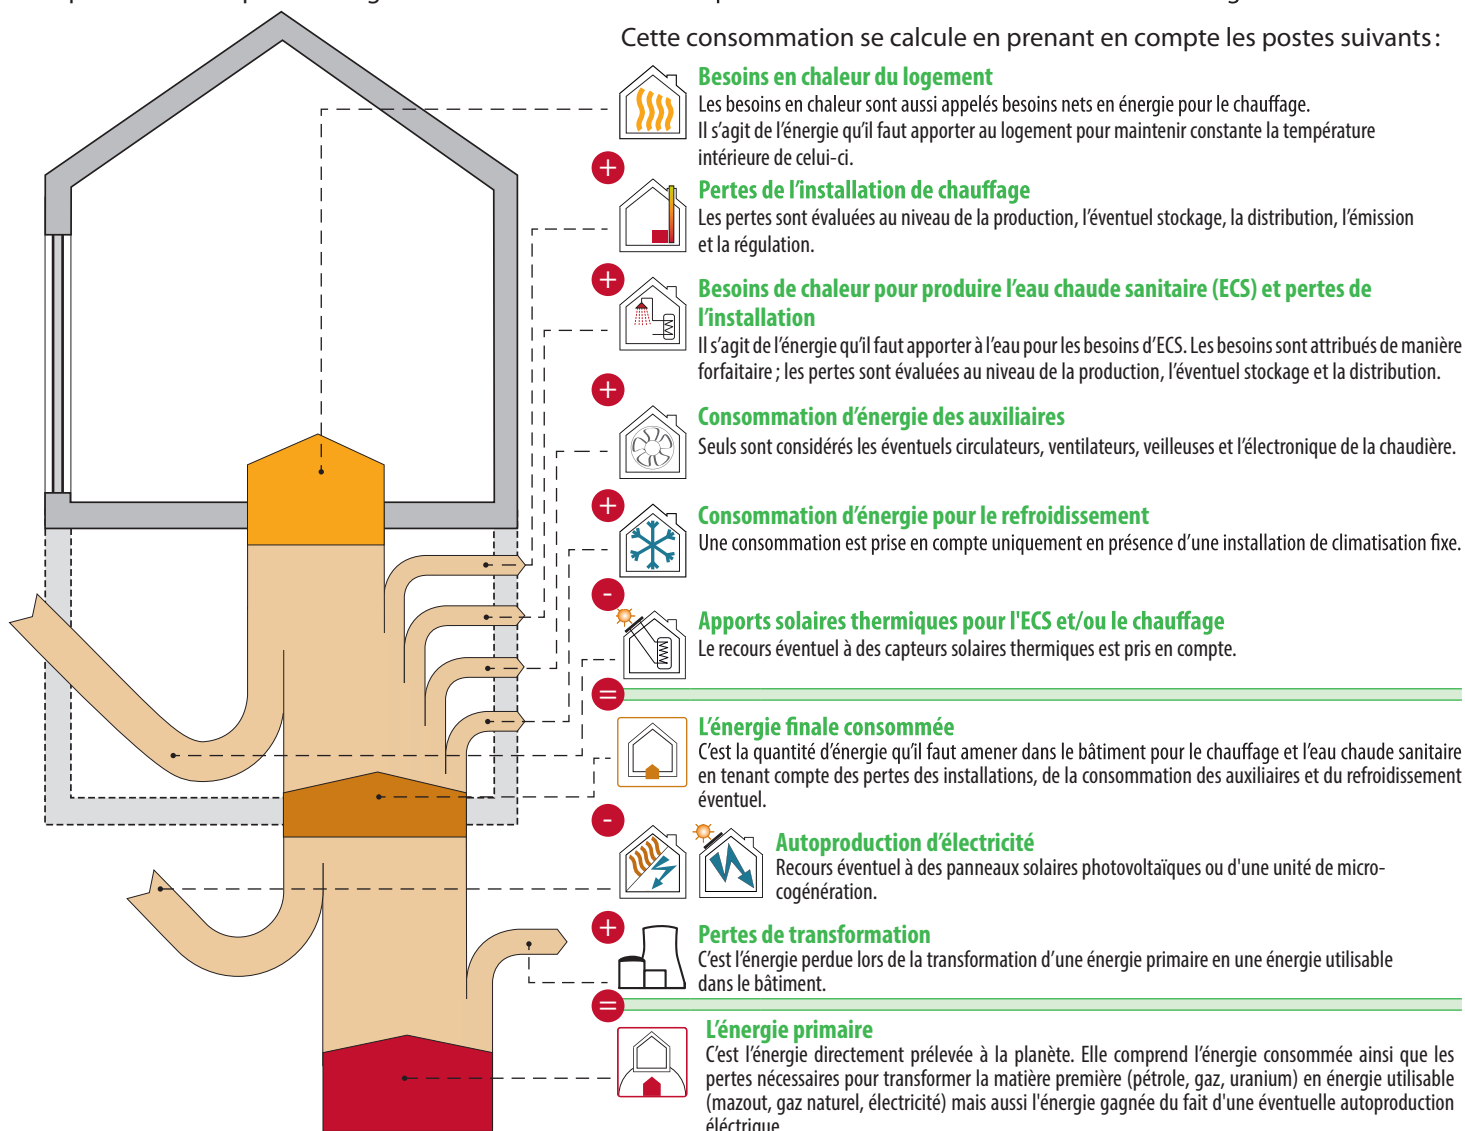 Cette consommation se calcule en prenant en compte les postes suivants :
Besoins en chaleur du logement
Les besoins en chaleur sont aussi appelés besoins nets en énergie pour le chauffage.
Il s’agit de l’énergie qu’il faut apporter au logement pour maintenir constante la température
intérieure de celui-ci.
+
Pertes de l’installation de chauffage
Les pertes sont évaluées au niveau de la production, l’éventuel stockage, la distribution, l’émission
et la régulation.
+
Besoins de chaleur pour produire l’eau chaude sanitaire (ECS) et pertes de
l’installation
Il s’agit de l’énergie qu’il faut apporter à l’eau pour les besoins d’ECS. Les besoins sont attribués de manière
forfaitaire ; les pertes sont évaluées au niveau de la production, l’éventuel stockage et la distribution.
+
Consommation d’énergie des auxiliaires
Seuls sont considérés les éventuels circulateurs, ventilateurs, veilleuses et l’électronique de la chaudière.
+
Consommation d’énergie pour le refroidissement
Une consommation est prise en compte uniquement en présence d’une installation de climatisation fixe.
-
Apports solaires thermiques pour l'ECS et/ou le chauffage
Le recours éventuel à des capteurs solaires thermiques est pris en compte.
=
L’énergie finale consommée
C’est la quantité d’énergie qu’il faut amener dans le bâtiment pour le chauffage et l’eau chaude sanitaire
en tenant compte des pertes des installations, de la consommation des auxiliaires et du refroidissement
éventuel.
-
Autoproduction d’électricité
Recours éventuel à des panneaux solaires photovoltaïques ou d'une unité de micro-
cogénération.
+
Pertes de transformation
C’est l’énergie perdue lors de la transformation d’une énergie primaire en une énergie utilisable
dans le bâtiment.
=
L’énergie primaire
C’est l’énergie directement prélevée à la planète. Elle comprend l’énergie consommée ainsi que les
pertes nécessaires pour transformer la matière première (pétrole, gaz, uranium) en énergie utilisable
(mazout, gaz naturel, électricité) mais aussi l'énergie gagnée du fait d'une éventuelle autoproduction
éléctrique